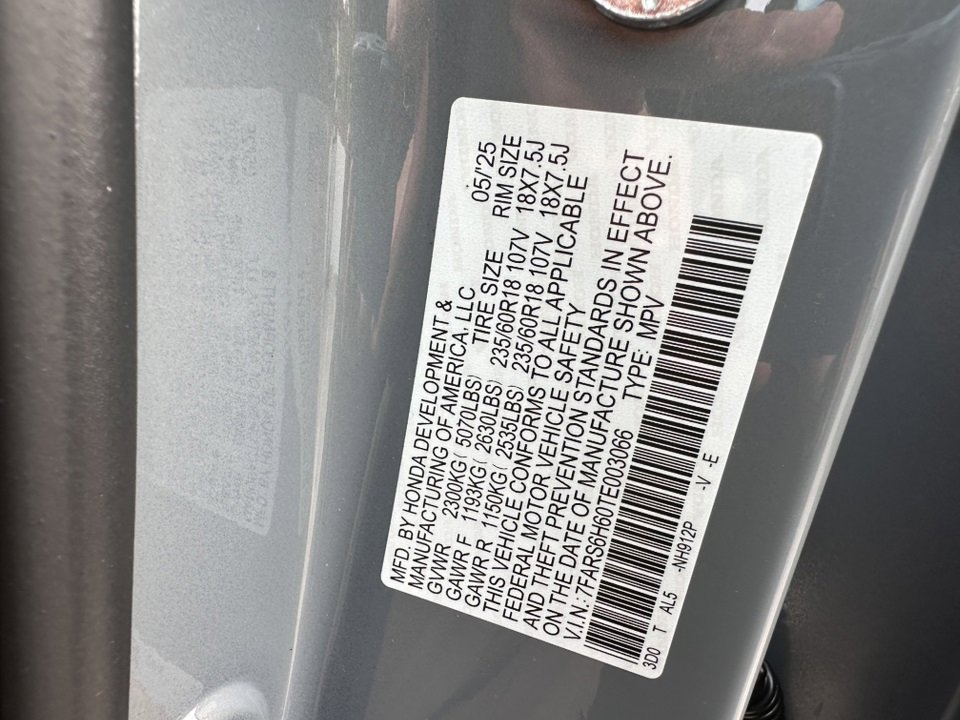 MFD. BY HONDA DEVELOPMENT &
MANUFACTURING OF AMERICA, LLC 05/'25
GVWR 2300KG( 5070LBS) TIRE SIZE RIM SIZE
GAWR F 1193KG( 2630LBS) 235/60R18 107V 18X7.5J
GAWR R 1150KG( 2535LBS) 235/60R18 107V 18X7.5J
THIS VEHICLE CONFORMS TO ALL APPLICABLE
FEDERAL MOTOR VEHICLE SAFETY
AND THEFT PREVENTION STANDARDS IN EFFECT
ON THE DATE OF MANUFACTURE SHOWN ABOVE.
V.I.N.:7FARS6H60TE003066 TYPE: MPV
3D0 T AL5 -NH912P -V -E